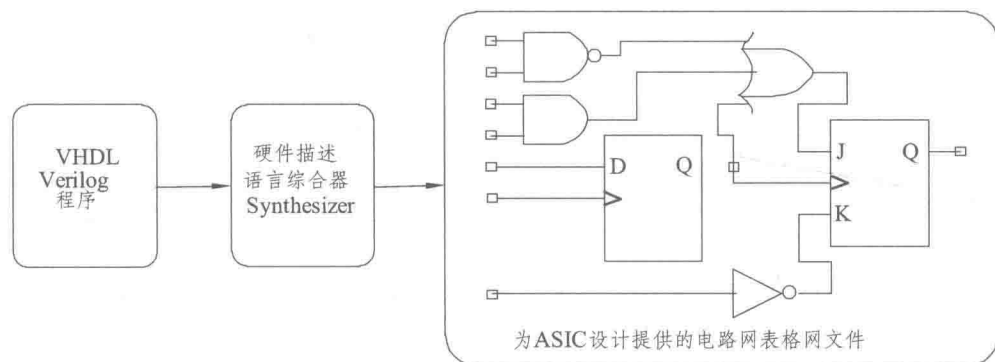 VHDL
Verilog
程序
硬件描述
语言综合器
Synthesizer
D Q
J Q
K
为ASIC设计提供的电路网表格网文件